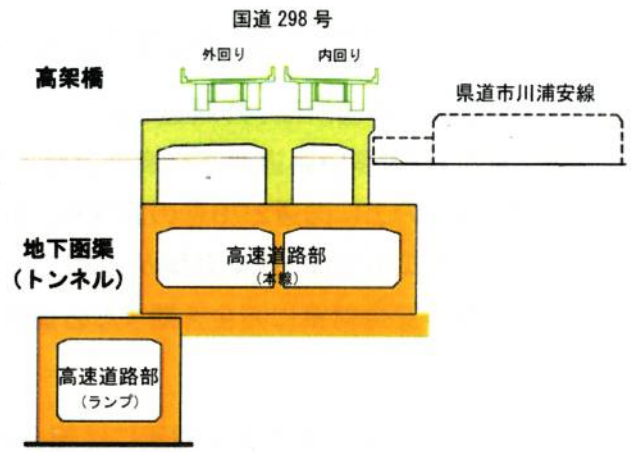 国道 298 号
外回り
内回り
高架橋
県道市川浦安線
地下函渠
(トンネル)
高速道路部
(本線)
高速道路部
(ランプ)